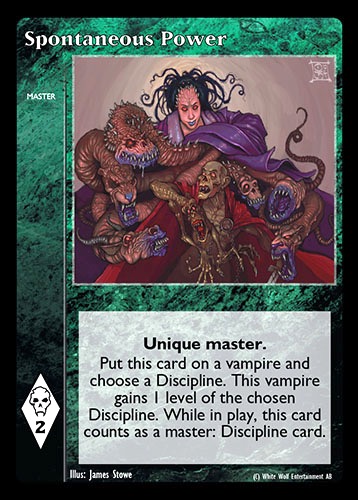 Spontaneous Power
MASTER
Unique master.
Put this card on a vampire and
choose a Discipline. This vampire
gains 1 level of the chosen
Discipline. While in play, this card
counts as a master: Discipline card.
2
Illus: James Stowe
(C) White Wolf Entertainment AB